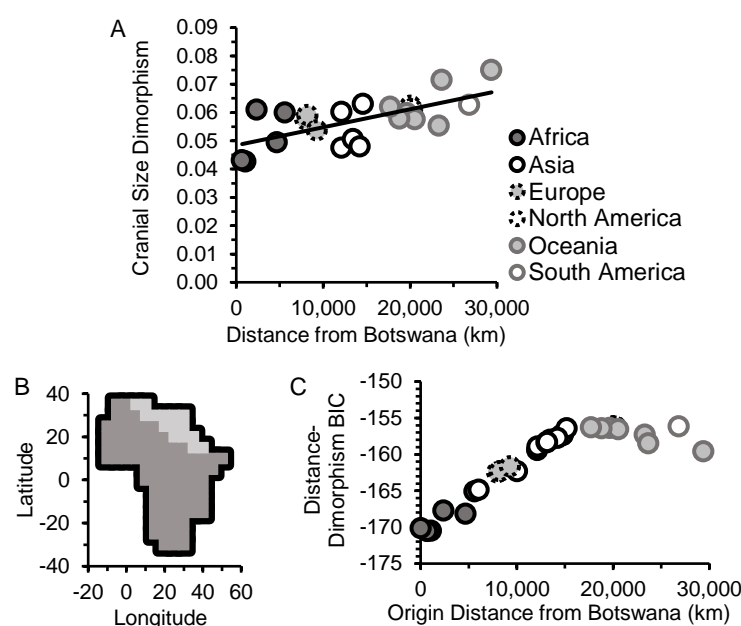 A
0.09
0.08
0.07
0.06
0.05
0.04
0.03
0.02
0.01
0.00
Cranial Size Dimorphism
0 10,000 20,000 30,000
Distance from Botswana (km)
Africa
Asia
Europe
North America
Oceania
South America
B
40
20
0
-20
-40
Latitude
-20 0 20 40 60
Longitude
C
-150
-155
-160
-165
-170
-175
Distance-
Dimorphism BIC
0 10,000 20,000 30,000
Origin Distance from Botswana (km)